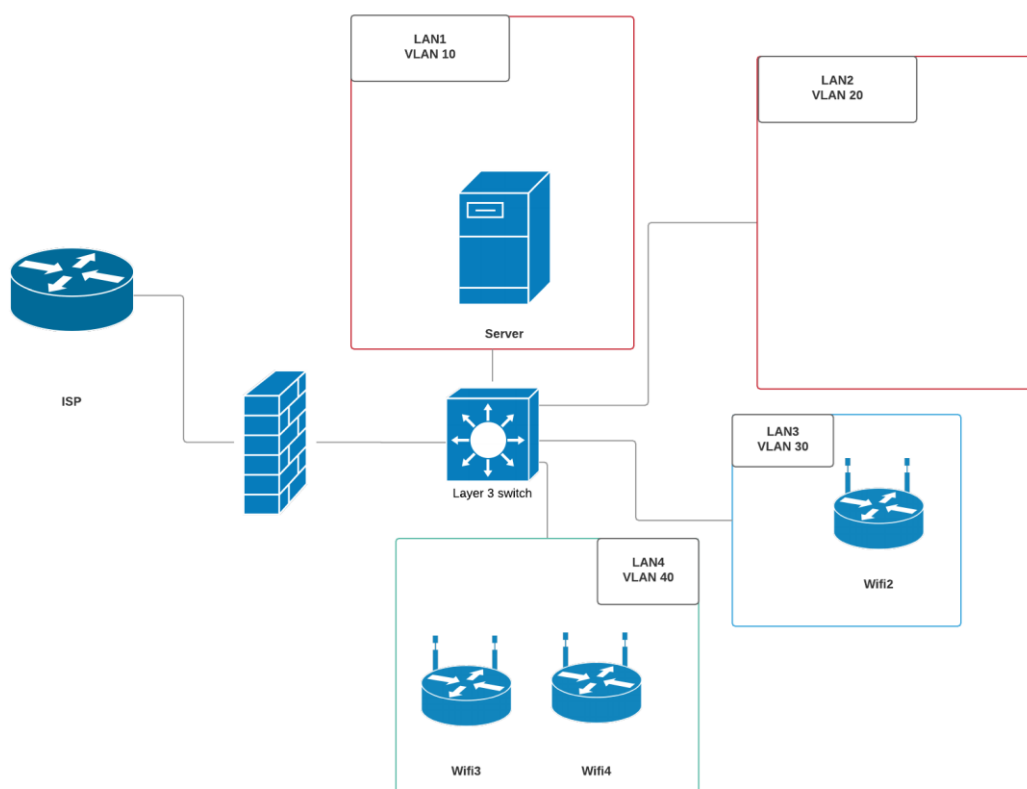 LAN1
VLAN 10
LAN2
VLAN 20
Server
ISP
Layer 3 switch
LAN3
VLAN 30
Wifi2
LAN4
VLAN 40
Wifi3
Wifi4